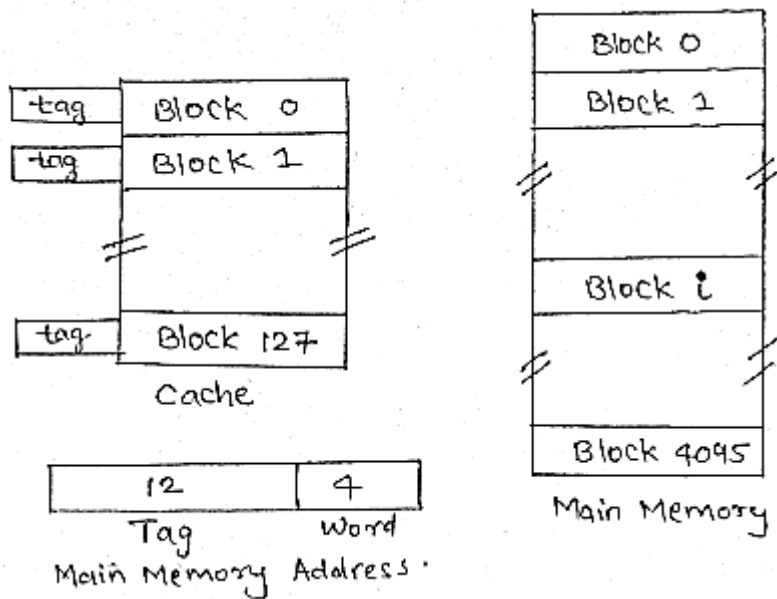 tag Block 0
tag Block 1
tag Block 127
Cache
Block 0
Block 1
Block i
Block 4095
Main Memory
12 4
Tag Word
Main Memory Address.